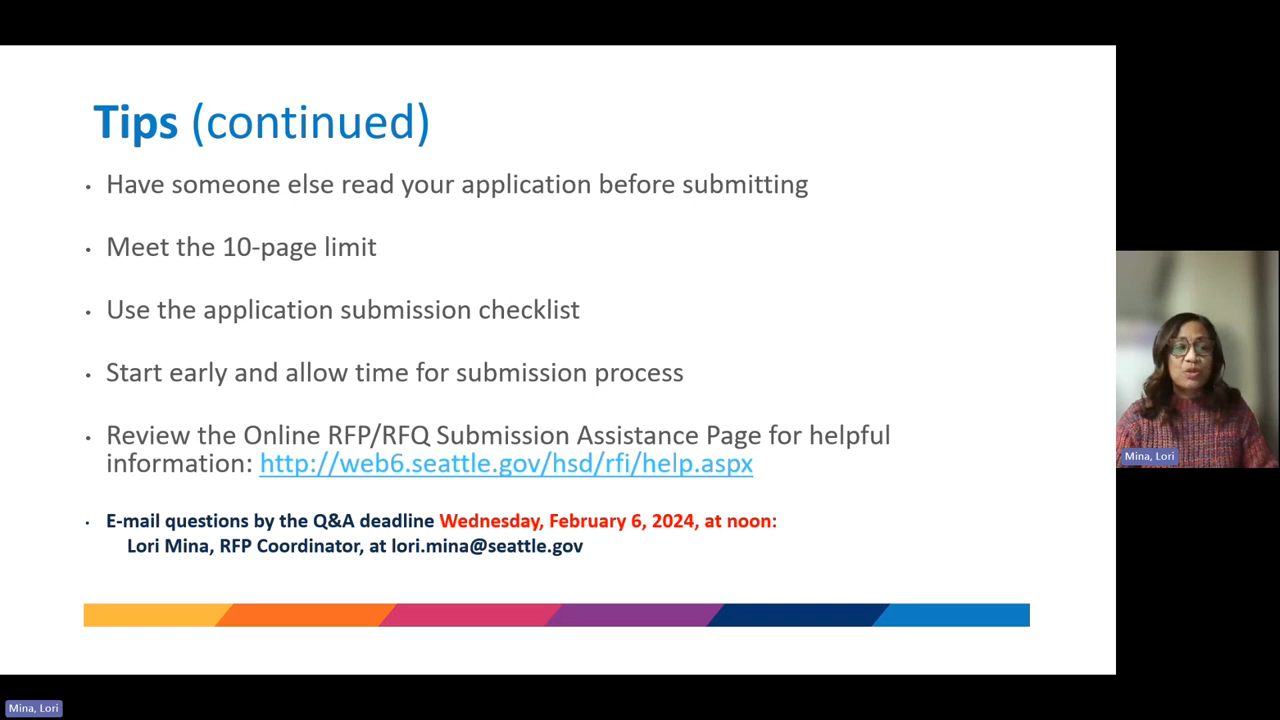 Tips (continued)
• Have someone else read your application before submitting
• Meet the 10-page limit
• Use the application submission checklist
• Start early and allow time for submission process
• Review the Online RFP/RFQ Submission Assistance Page for helpful
information: http://web6.seattle.gov/hsd/rfi/help.aspx
• E-mail questions by the Q&A deadline Wednesday, February 6, 2024, at noon:
Lori Mina, RFP Coordinator, at lori.mina@seattle.gov
Mina, Lori
Mina, Lori